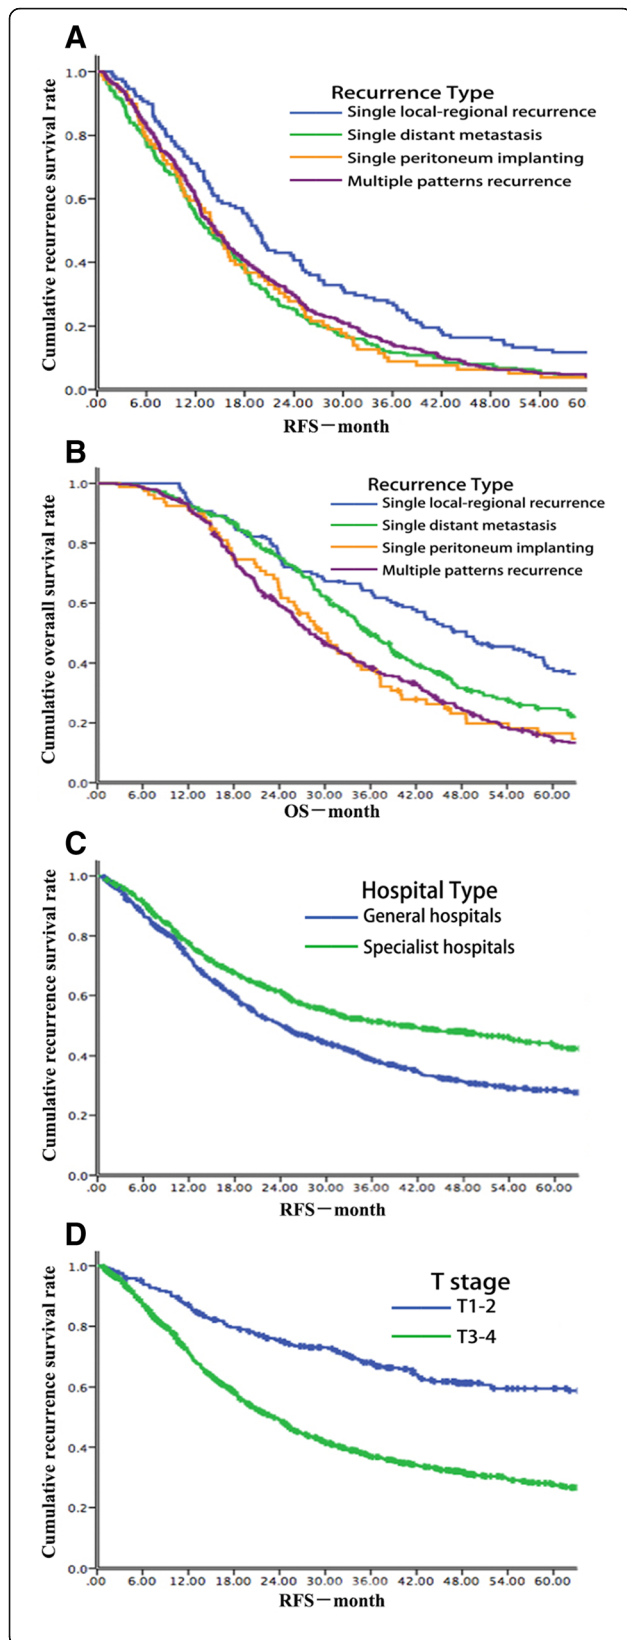 A
Cumulative recurrence survival rate
Recurrence Type
Single local-regional recurrence
Single distant metastasis
Single peritoneum implanting
Multiple patterns recurrence
1.0
0.8
0.6
0.4
0.2
0.0
.00 6.00 12.00 18.00 24.00 30.00 36.00 42.00 48.00 54.00 60
RFS－month
B
Cumulative overaall survival rate
Recurrence Type
Single local-regional recurrence
Single distant metastasis
Single peritoneum implanting
Multiple patterns recurrence
1.0
0.8
0.6
0.4
0.2
0.0
.00 6.00 12.00 18.00 24.00 30.00 36.00 42.00 48.00 54.00 60.00
OS－month
C
Cumulative recurrence survival rate
Hospital Type
General hospitals
Specialist hospitals
1.0
0.8
0.6
0.4
0.2
0.0
.00 6.00 12.00 18.00 24.00 30.00 36.00 42.00 48.00 54.00 60.00
RFS－month
D
Cumulative recurrence survival rate
T stage
T1-2
T3-4
1.0
0.8
0.6
0.4
0.2
0.0
.00 6.00 12.00 18.00 24.00 30.00 36.00 42.00 48.00 54.00 60.00
RFS－month